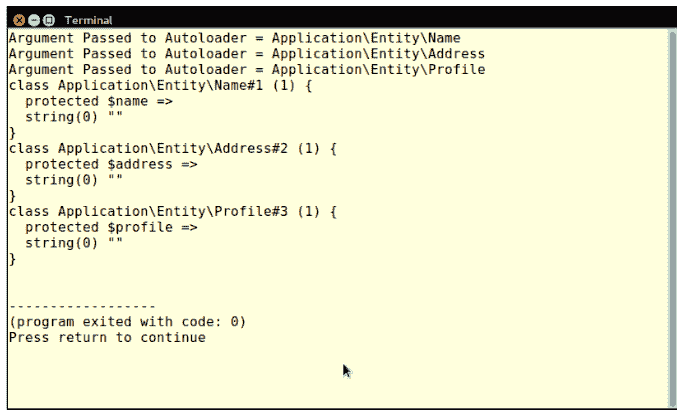 Terminal
Argument Passed to Autoloader = Application\Entity\Name
Argument Passed to Autoloader = Application\Entity\Address
Argument Passed to Autoloader = Application\Entity\Profile
class Application\Entity\Name#1 (1) {
  protected $name =>
  string(0) ""
}
class Application\Entity\Address#2 (1) {
  protected $address =>
  string(0) ""
}
class Application\Entity\Profile#3 (1) {
  protected $profile =>
  string(0) ""
}
------------------
(program exited with code: 0)
Press return to continue